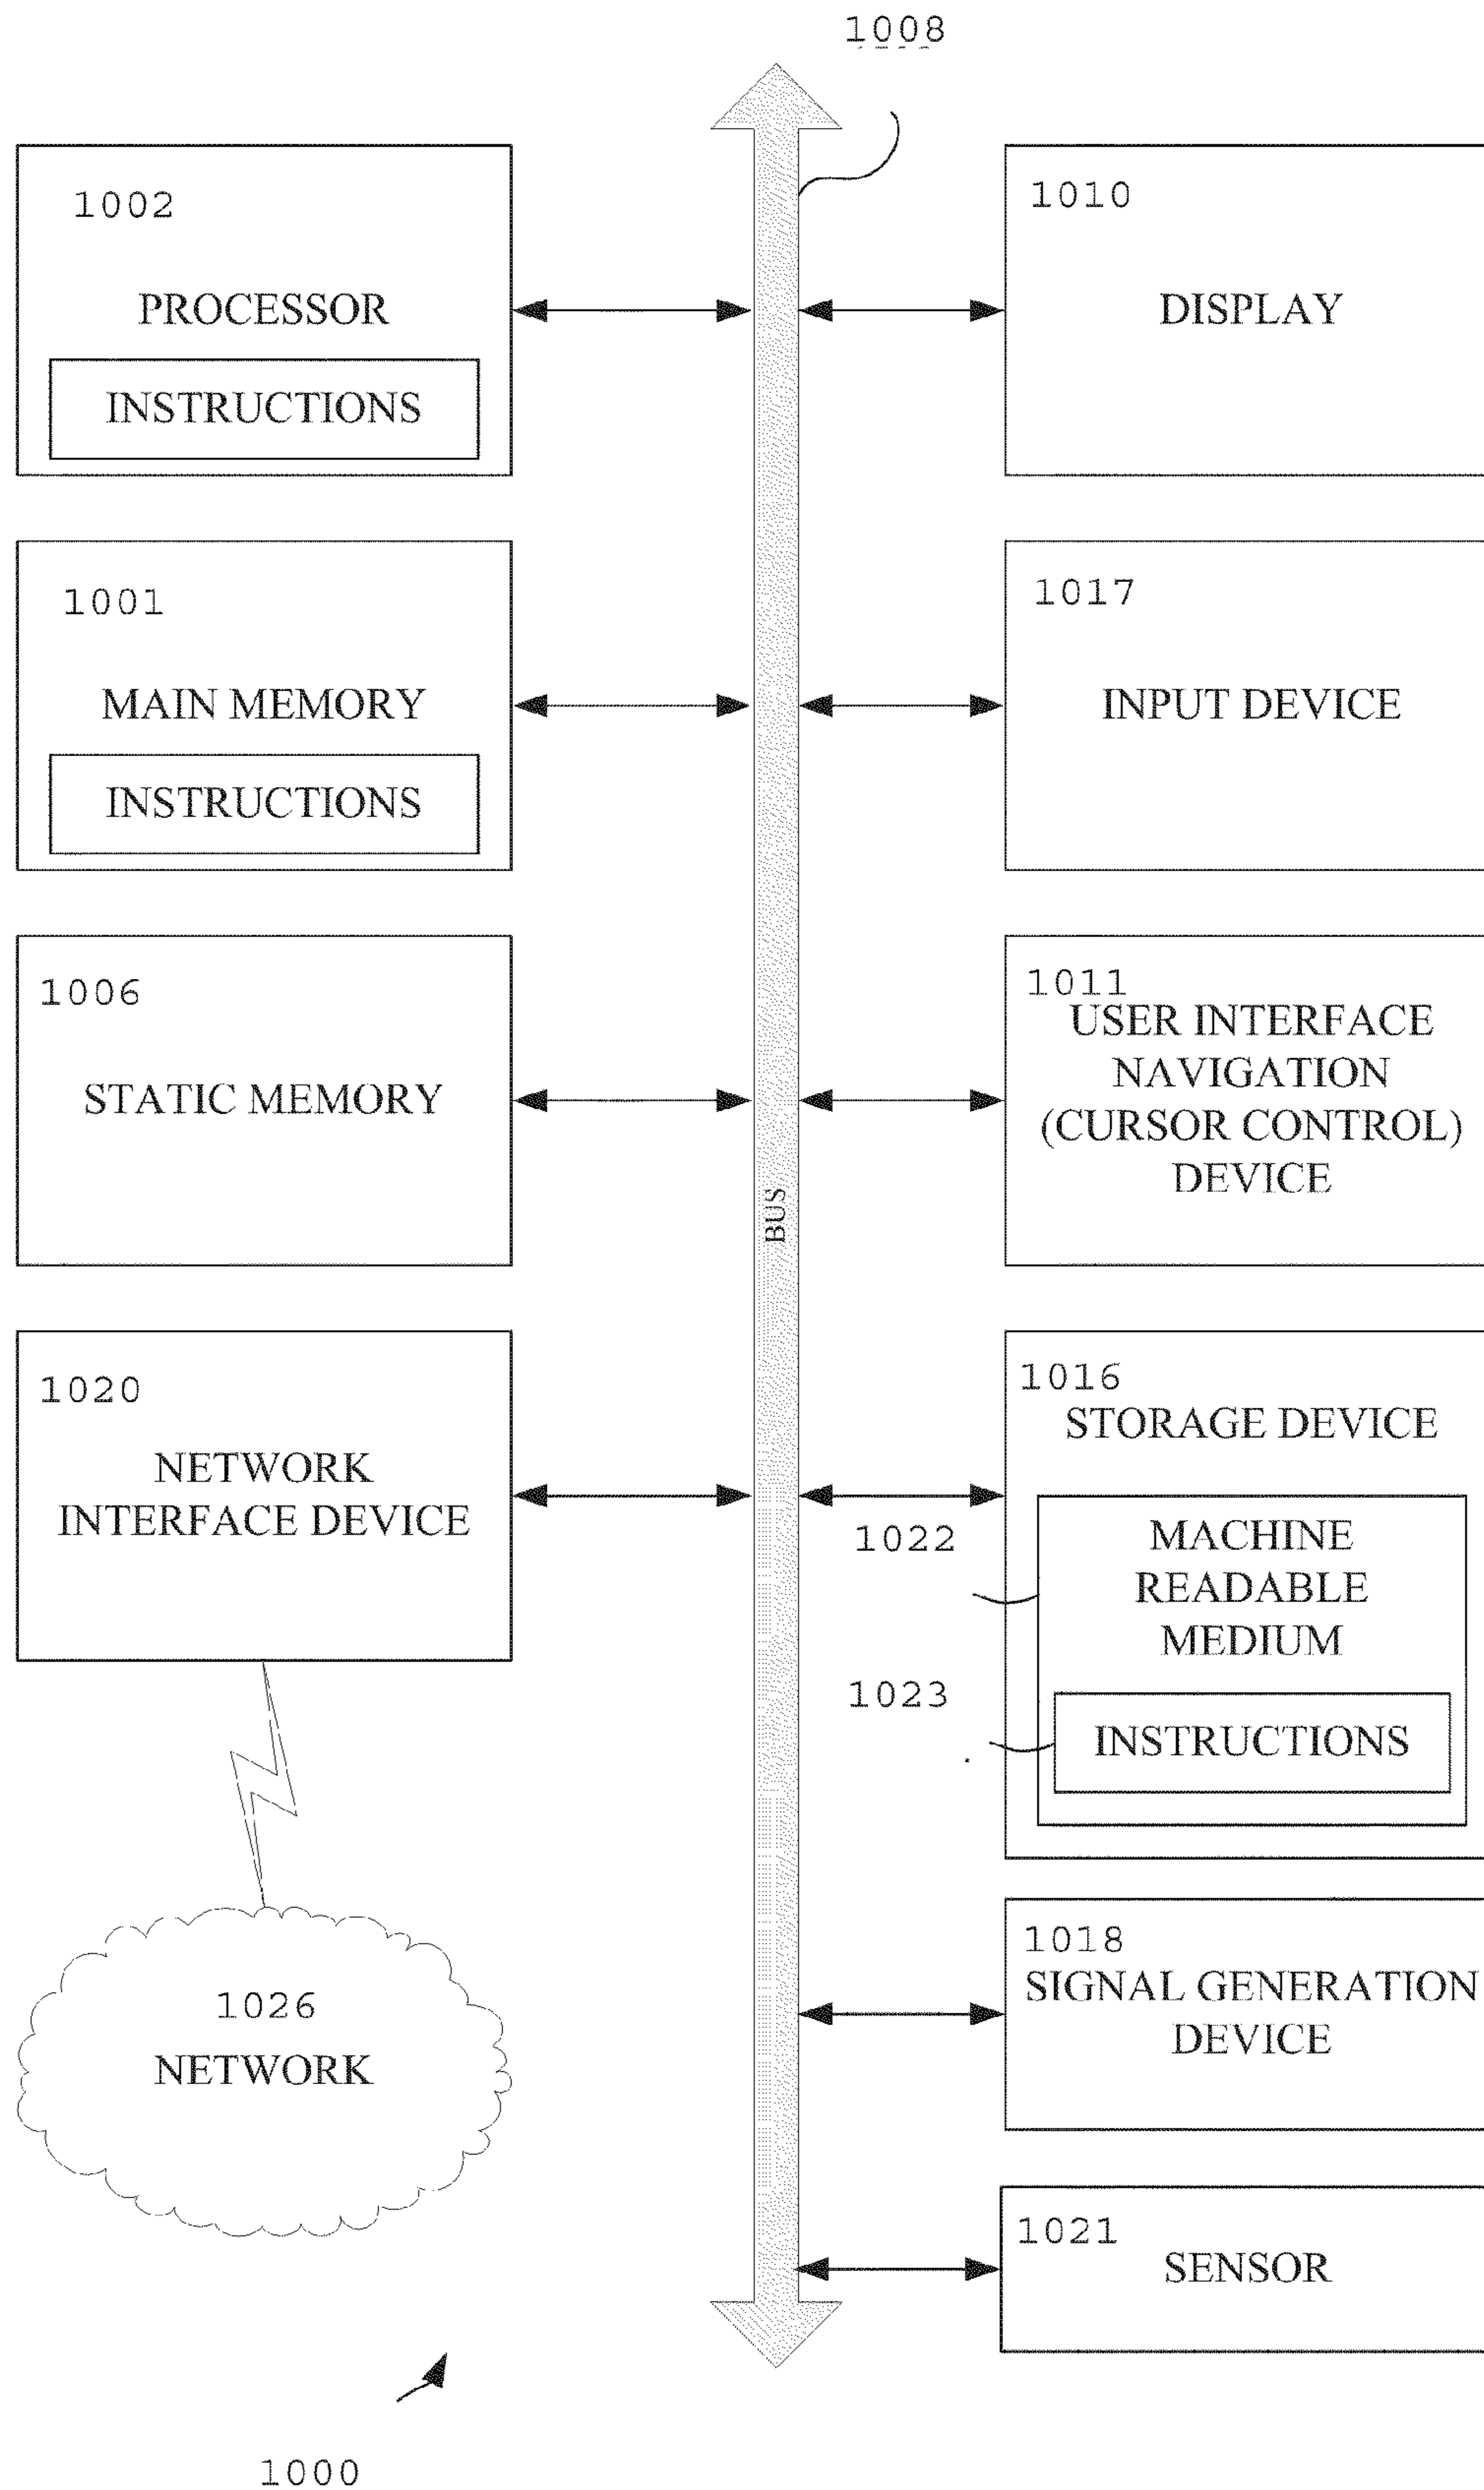 1008
1002
PROCESSOR
INSTRUCTIONS
1010
DISPLAY
1001
MAIN MEMORY
INSTRUCTIONS
1017
INPUT DEVICE
1006
STATIC MEMORY
1011
USER INTERFACE
NAVIGATION
(CURSOR CONTROL)
DEVICE
BUS
1020
NETWORK
INTERFACE DEVICE
1016
STORAGE DEVICE
1022
MACHINE
READABLE
MEDIUM
1023
INSTRUCTIONS
1026
NETWORK
1018
SIGNAL GENERATION
DEVICE
1021
SENSOR
1000